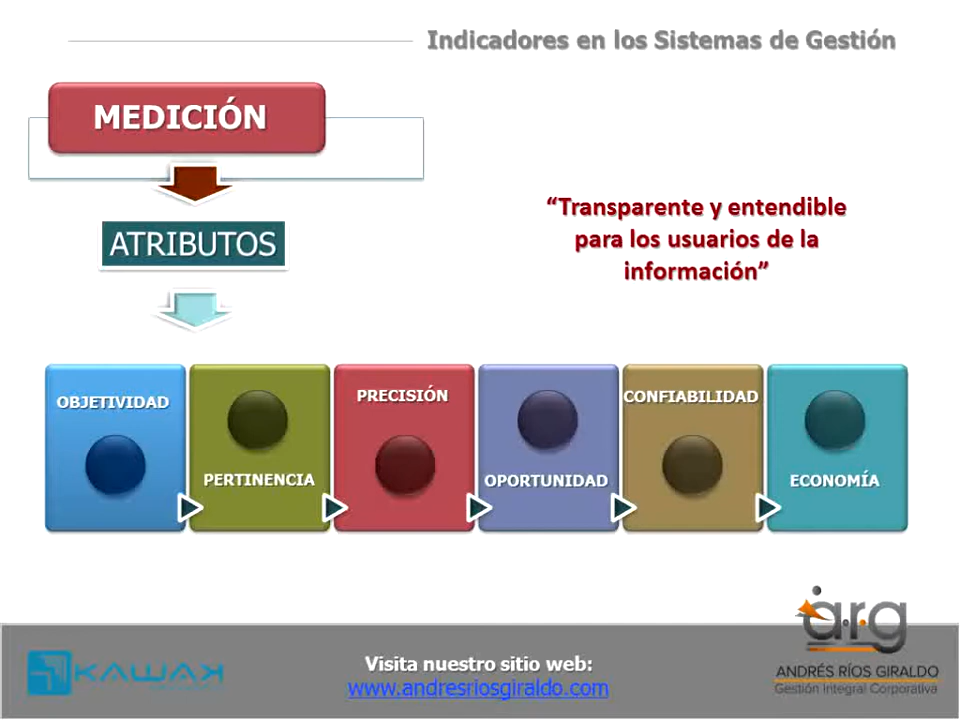 Indicadores en los Sistemas de Gestión
MEDICIÓN
ATRIBUTOS
“Transparente y entendible
para los usuarios de la
información”
OBJETIVIDAD
PERTINENCIA
PRECISIÓN
OPORTUNIDAD
CONFIABILIDAD
ECONOMÍA
KAWAK
Visita nuestro sitio web:
www.andresriosgiraldo.com
a.r.g
ANDRÉS RÍOS GIRALDO
Gestión Integral Corporativa